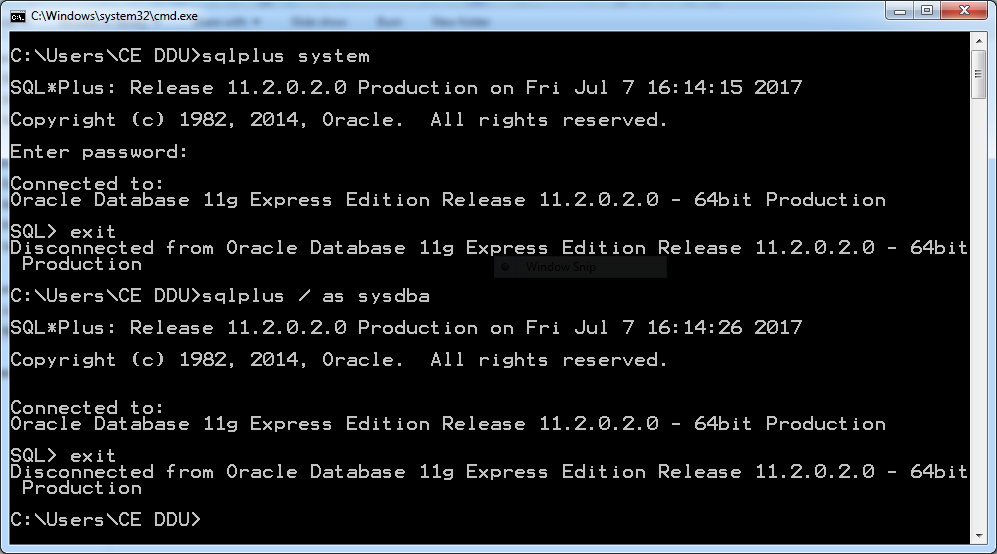 C:\Windows\system32\cmd.exe
C:\Users\CE DDU>sqlplus system
SQL*Plus: Release 11.2.0.2.0 Production on Fri Jul 7 16:14:15 2017
Copyright (c) 1982, 2014, Oracle.  All rights reserved.
Enter password:
Connected to:
Oracle Database 11g Express Edition Release 11.2.0.2.0 - 64bit Production
SQL> exit
Disconnected from Oracle Database 11g Express Edition Release 11.2.0.2.0 - 64bit
 Production
Window Snip
C:\Users\CE DDU>sqlplus / as sysdba
SQL*Plus: Release 11.2.0.2.0 Production on Fri Jul 7 16:14:26 2017
Copyright (c) 1982, 2014, Oracle.  All rights reserved.
Connected to:
Oracle Database 11g Express Edition Release 11.2.0.2.0 - 64bit Production
SQL> exit
Disconnected from Oracle Database 11g Express Edition Release 11.2.0.2.0 - 64bit
 Production
C:\Users\CE DDU>